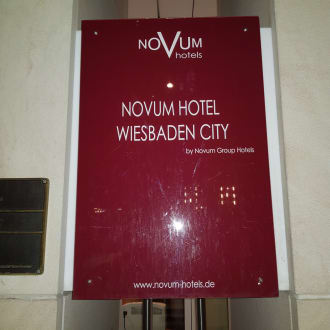 NOVUM
hotels
NOVUM HOTEL
WIESBADEN CITY
by Novum Group Hotels
www.novum-hotels.de